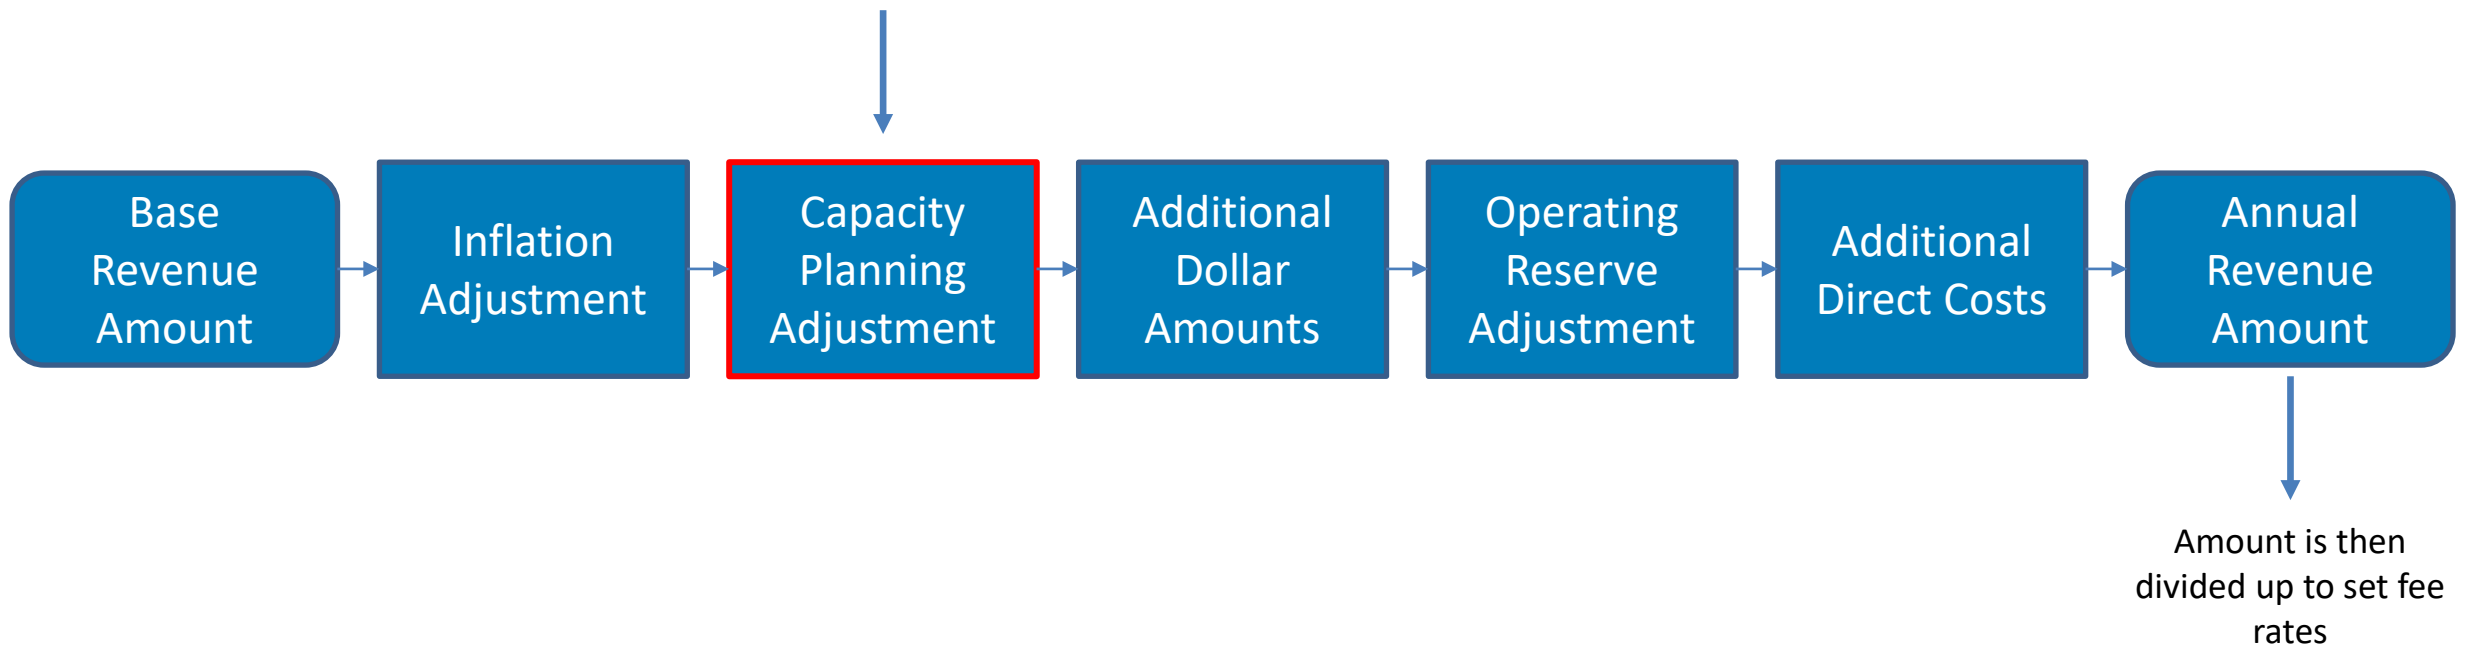 Base
Revenue
Amount
Inflation
Adjustment
Capacity
Planning
Adjustment
Additional
Dollar
Amounts
Operating
Reserve
Adjustment
Additional
Direct Costs
Annual
Revenue
Amount
Amount is then
divided up to set fee
rates